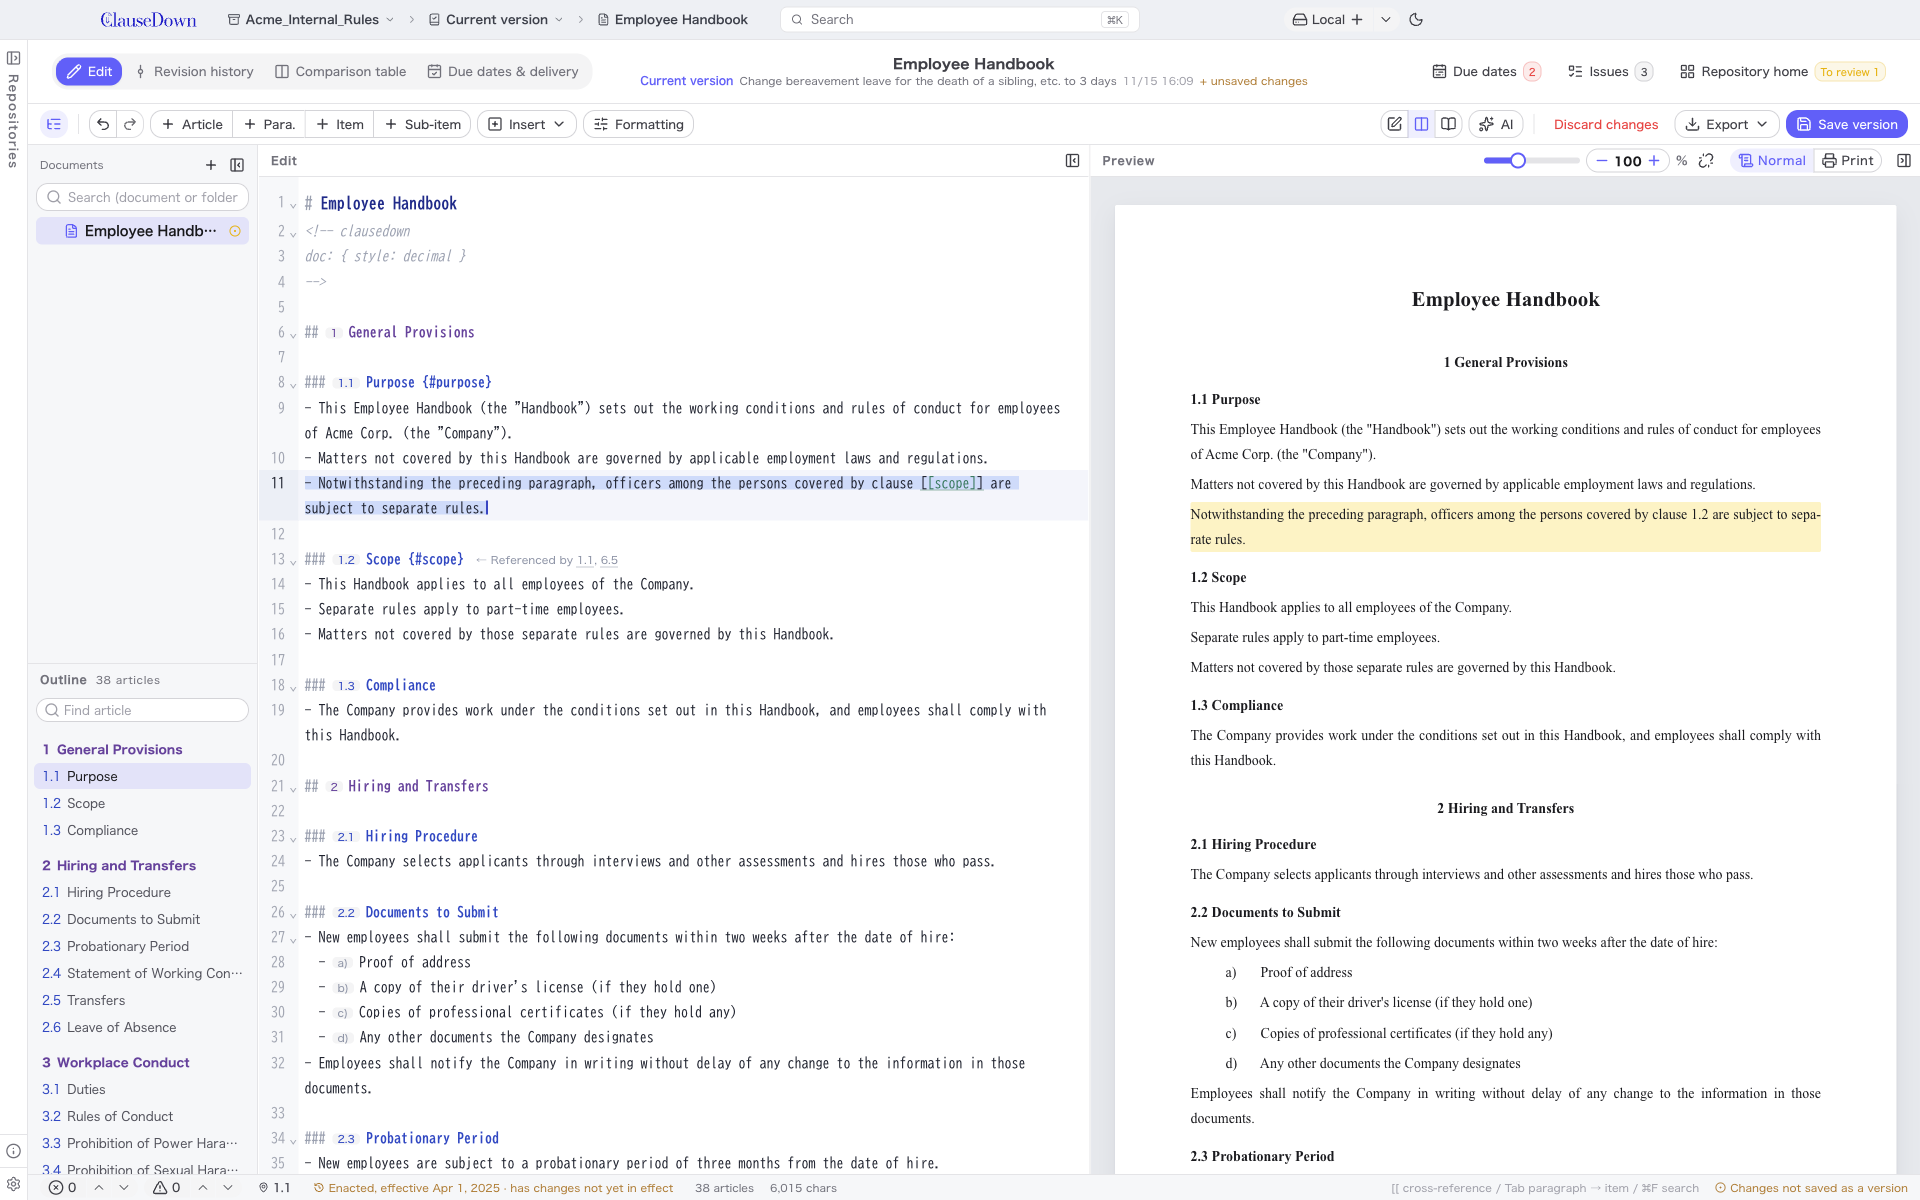 ClauseDown
Acme_Internal_Rules
Current version
Employee Handbook
Search
⌘K
Local
Repositories
Edit
Revision history
Comparison table
Due dates & delivery
Employee Handbook
Current version Change bereavement leave for the death of a sibling, etc. to 3 days 11/15 16:09 + unsaved changes
Due dates 2
Issues 3
Repository home To review 1
+ Article
+ Para.
+ Item
+ Sub-item
Insert
Formatting
AI
Discard changes
Export
Save version
Documents
Search (document or folder
Employee Handb···
Outline 38 articles
Find article
1 General Provisions
1.1 Purpose
1.2 Scope
1.3 Compliance
2 Hiring and Transfers
2.1 Hiring Procedure
2.2 Documents to Submit
2.3 Probationary Period
2.4 Statement of Working Con···
2.5 Transfers
2.6 Leave of Absence
3 Workplace Conduct
3.1 Duties
3.2 Rules of Conduct
3.3 Prohibition of Power Hara···
3.4 Prohibition of Sexual Hara···
Edit
1 # Employee Handbook
2 <!-- clausedown
3 doc: { style: decimal }
4 -->
5
6 ## 1 General Provisions
7
8 ### 1.1 Purpose {#purpose}
9 - This Employee Handbook (the "Handbook") sets out the working conditions and rules of conduct for employees
of Acme Corp. (the "Company").
10 - Matters not covered by this Handbook are governed by applicable employment laws and regulations.
11 - Notwithstanding the preceding paragraph, officers among the persons covered by clause [[scope]] are
subject to separate rules.
12
13 ### 1.2 Scope {#scope} ← Referenced by 1.1, 6.5
14 - This Handbook applies to all employees of the Company.
15 - Separate rules apply to part-time employees.
16 - Matters not covered by those separate rules are governed by this Handbook.
17
18 ### 1.3 Compliance
19 - The Company provides work under the conditions set out in this Handbook, and employees shall comply with
this Handbook.
20
21 ## 2 Hiring and Transfers
22
23 ### 2.1 Hiring Procedure
24 - The Company selects applicants through interviews and other assessments and hires those who pass.
25
26 ### 2.2 Documents to Submit
27 - New employees shall submit the following documents within two weeks after the date of hire:
28 - a) Proof of address
29 - b) A copy of their driver's license (if they hold one)
30 - c) Copies of professional certificates (if they hold any)
31 - d) Any other documents the Company designates
32 - Employees shall notify the Company in writing without delay of any change to the information in those
documents.
33
34 ### 2.3 Probationary Period
35 - New employees are subject to a probationary period of three months from the date of hire.
Preview
− 100 + %
Normal
Print
Employee Handbook
1 General Provisions
1.1 Purpose
This Employee Handbook (the "Handbook") sets out the working conditions and rules of conduct for employees
of Acme Corp. (the "Company").
Matters not covered by this Handbook are governed by applicable employment laws and regulations.
Notwithstanding the preceding paragraph, officers among the persons covered by clause 1.2 are subject to sepa-
rate rules.
1.2 Scope
This Handbook applies to all employees of the Company.
Separate rules apply to part-time employees.
Matters not covered by those separate rules are governed by this Handbook.
1.3 Compliance
The Company provides work under the conditions set out in this Handbook, and employees shall comply with
this Handbook.
2 Hiring and Transfers
2.1 Hiring Procedure
The Company selects applicants through interviews and other assessments and hires those who pass.
2.2 Documents to Submit
New employees shall submit the following documents within two weeks after the date of hire:
a) Proof of address
b) A copy of their driver's license (if they hold one)
c) Copies of professional certificates (if they hold any)
d) Any other documents the Company designates
Employees shall notify the Company in writing without delay of any change to the information in those
documents.
2.3 Probationary Period
0
0
1.1
Enacted, effective Apr 1, 2025 · has changes not yet in effect
38 articles
6,015 chars
[[ cross-reference / Tab paragraph → item / ⌘F search
Changes not saved as a version